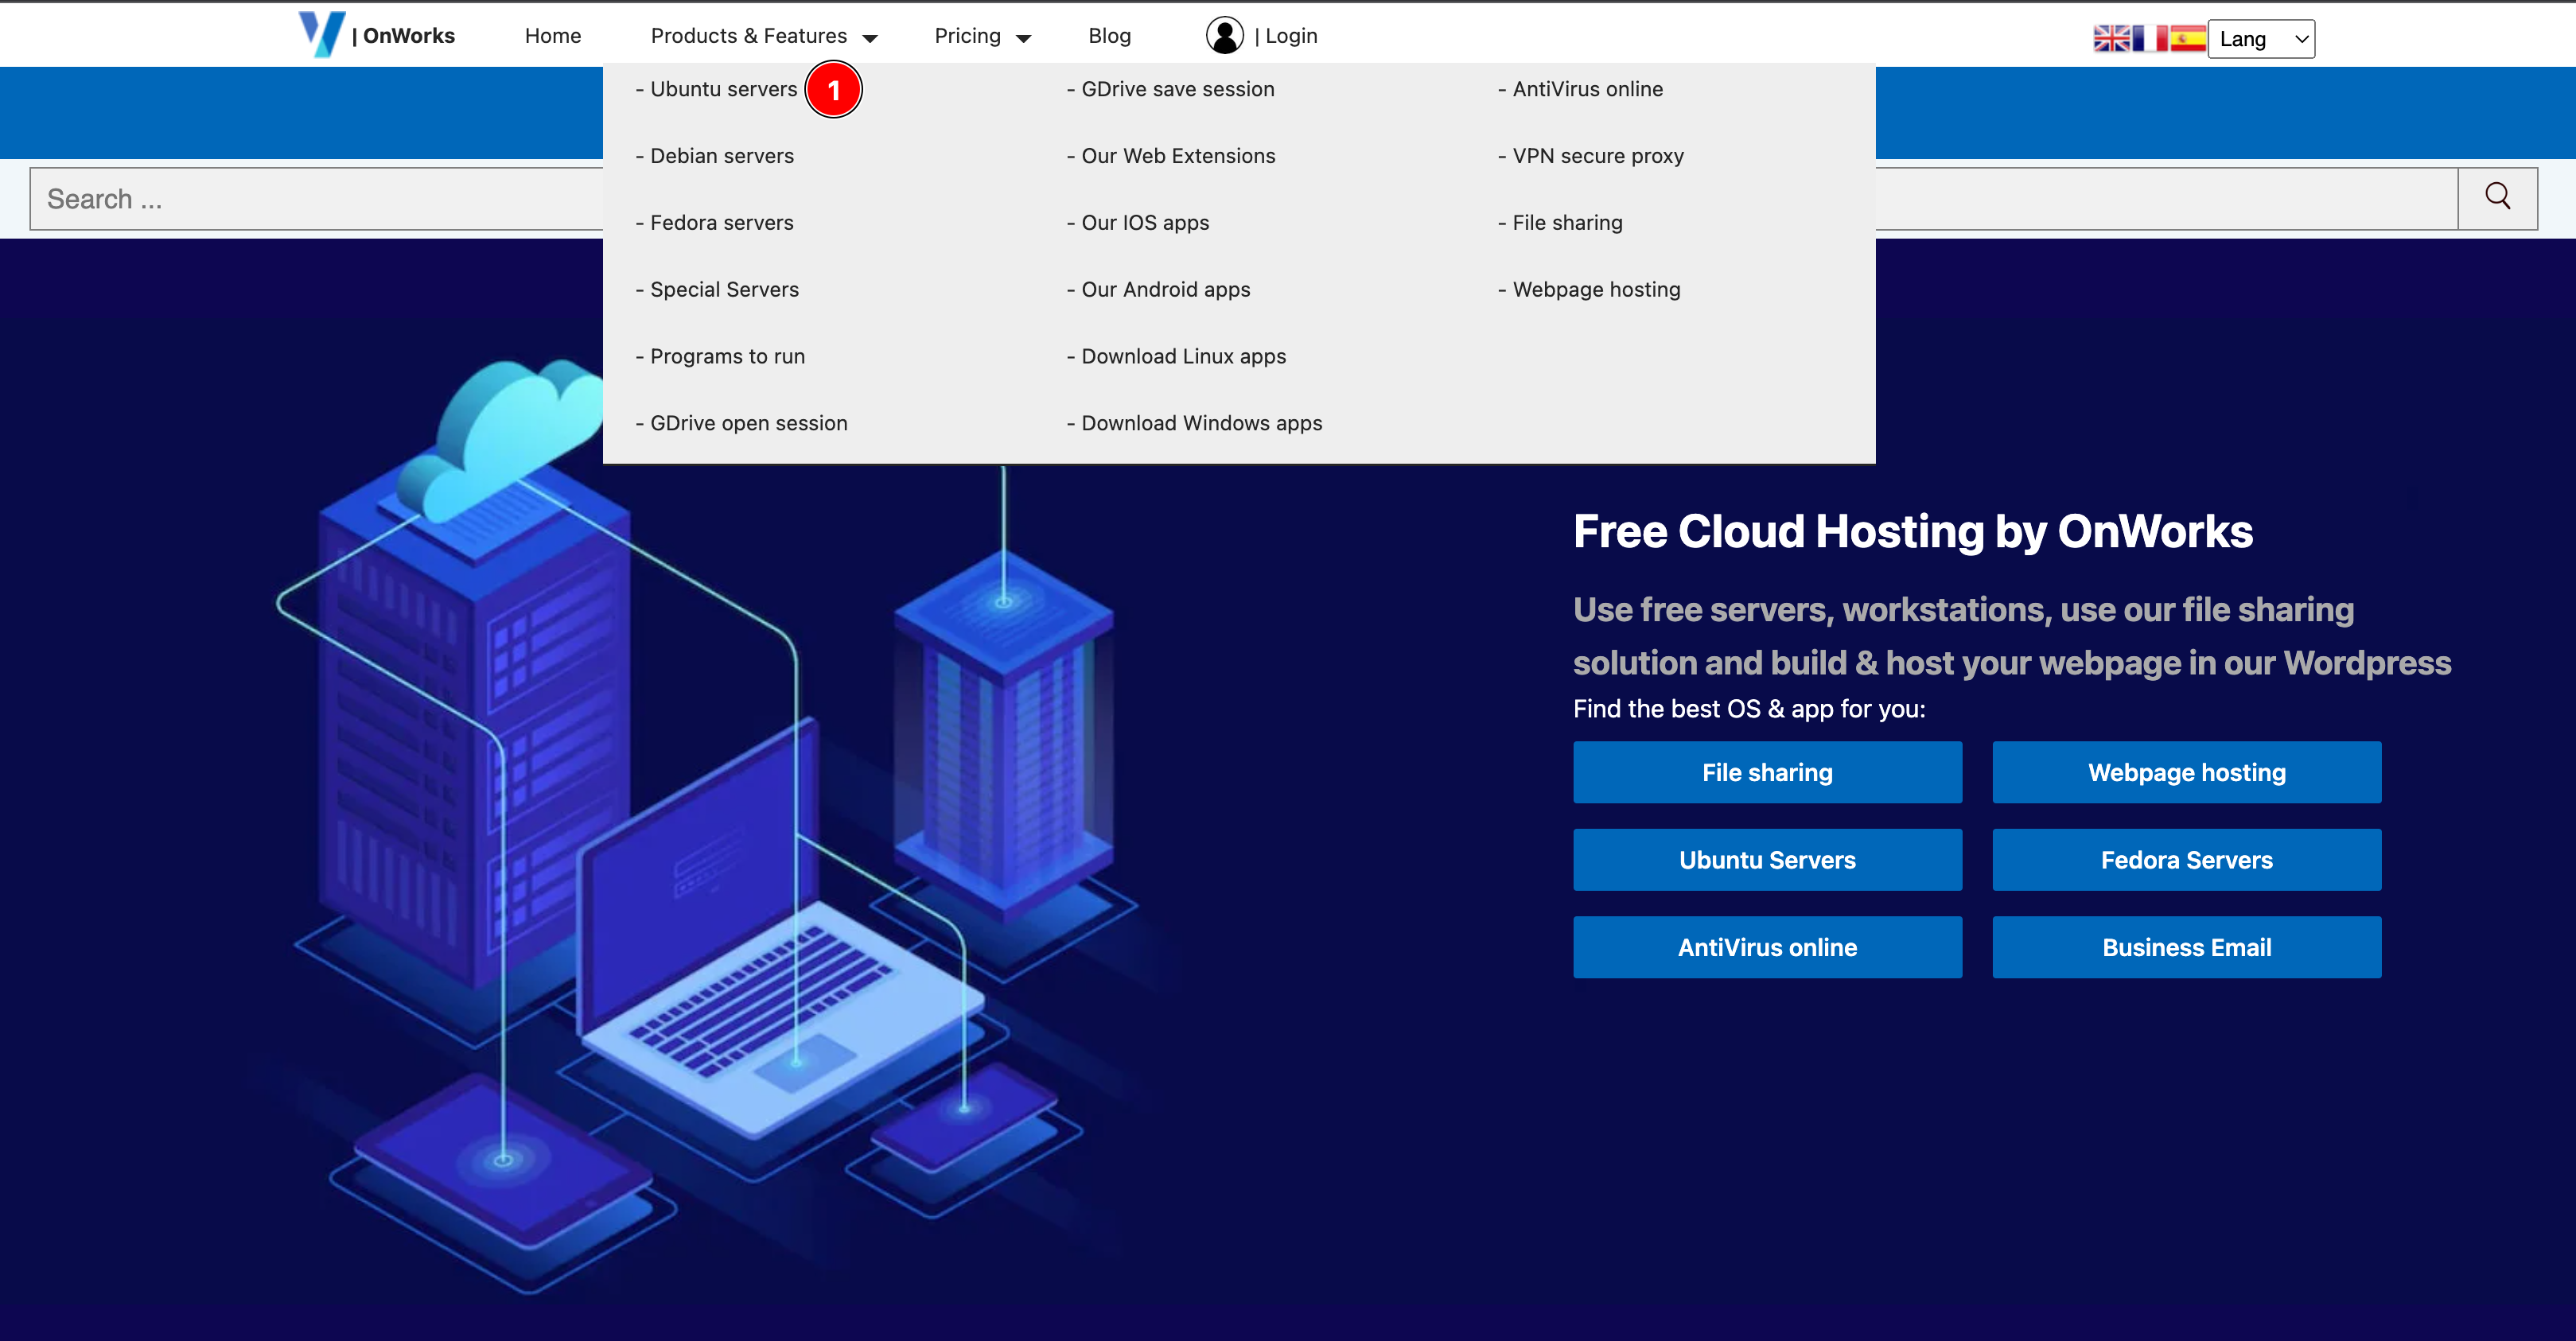 | OnWorks
Home
Products & Features
Pricing
Blog
| Login
Lang
- Ubuntu servers
1
- GDrive save session
- AntiVirus online
- Debian servers
- Our Web Extensions
- VPN secure proxy
Search ...
- Fedora servers
- Our IOS apps
- File sharing
- Special Servers
- Our Android apps
- Webpage hosting
- Programs to run
- Download Linux apps
- GDrive open session
- Download Windows apps
Free Cloud Hosting by OnWorks
Use free servers, workstations, use our file sharing
solution and build & host your webpage in our Wordpress
Find the best OS & app for you:
File sharing
Webpage hosting
Ubuntu Servers
Fedora Servers
AntiVirus online
Business Email